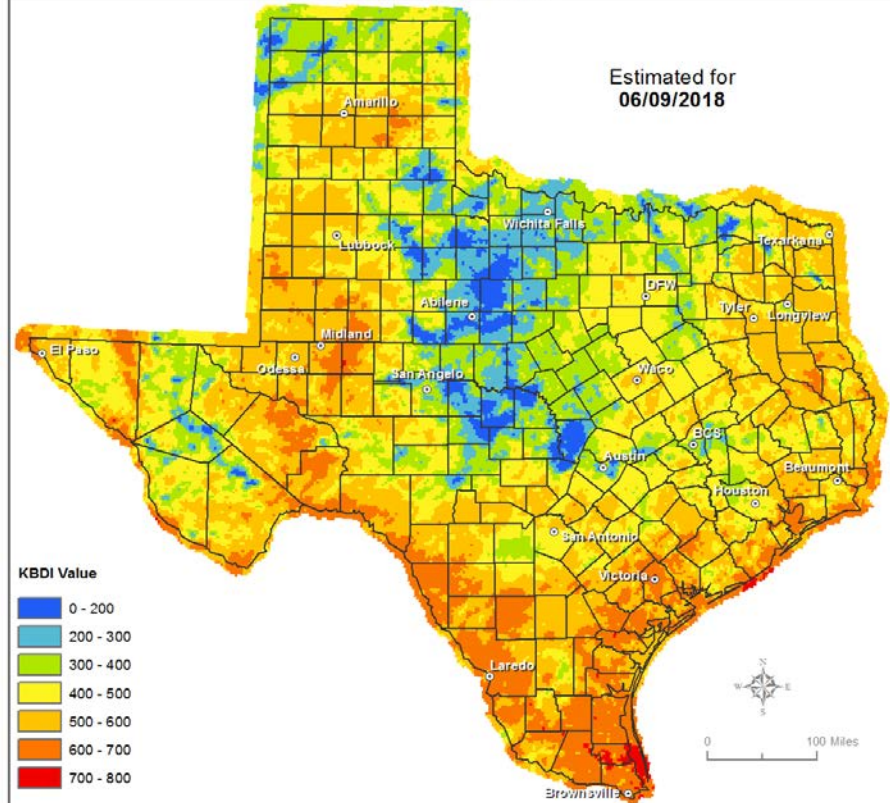 Estimated for
06/09/2018
Amarillo
Wichita Falls
Lubbock
Texarkana
DFW
Abilene
Tyler
Longview
Midland
El Paso
Odessa
San Angelo
Waco
BCS
Austin
Beaumont
Houston
San Antonio
Victoria
Laredo
Brownsville
KBDI Value
0 - 200
200 - 300
300 - 400
400 - 500
500 - 600
600 - 700
700 - 800
N
W
E
S
0 100 Miles